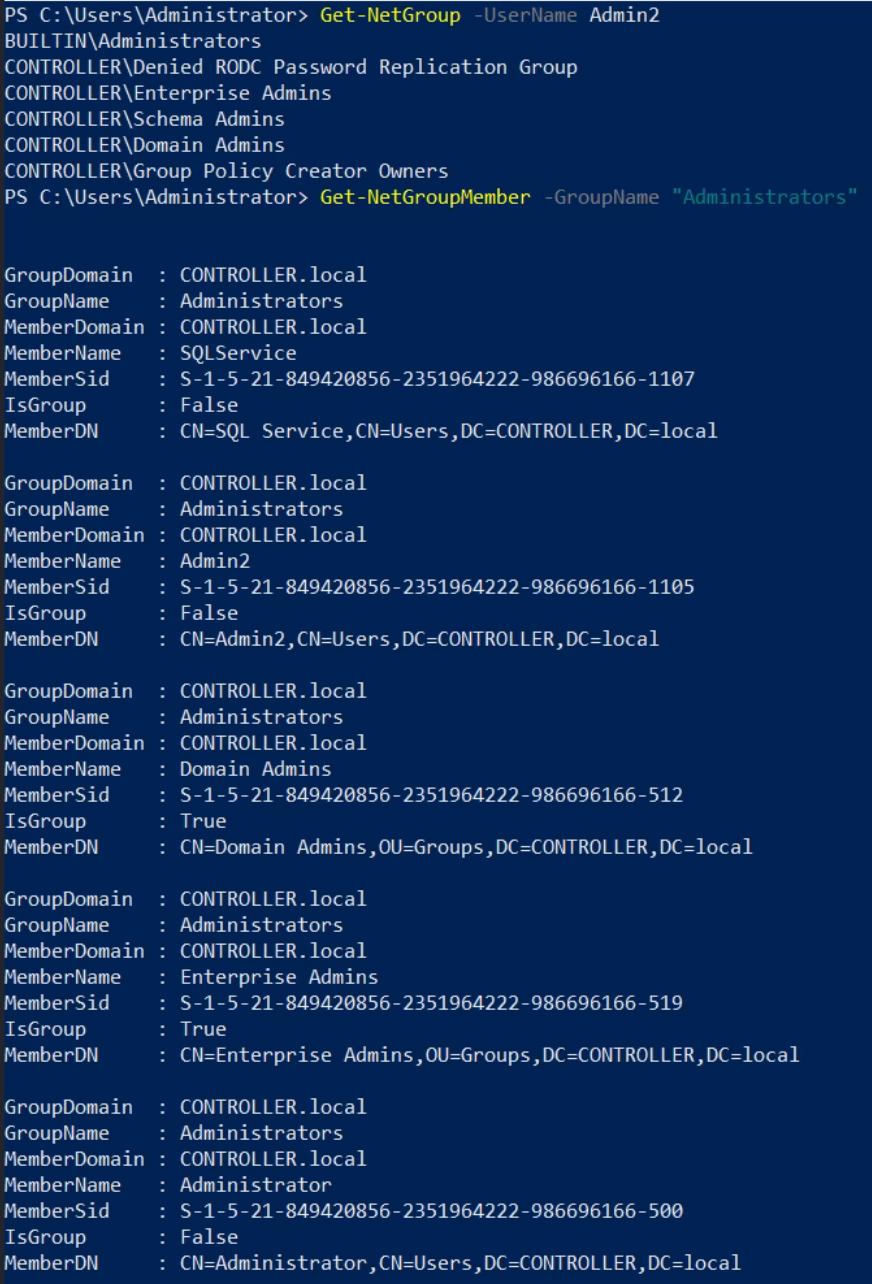 PS C:\Users\Administrator> Get-NetGroup -UserName Admin2
BUILTIN\Administrators
CONTROLLER\Denied RODC Password Replication Group
CONTROLLER\Enterprise Admins
CONTROLLER\Schema Admins
CONTROLLER\Domain Admins
CONTROLLER\Group Policy Creator Owners
PS C:\Users\Administrator> Get-NetGroupMember -GroupName "Administrators"
GroupDomain  : CONTROLLER.local
GroupName    : Administrators
MemberDomain : CONTROLLER.local
MemberName   : SQLService
MemberSid    : S-1-5-21-849420856-2351964222-986696166-1107
IsGroup      : False
MemberDN     : CN=SQL Service,CN=Users,DC=CONTROLLER,DC=local
GroupDomain  : CONTROLLER.local
GroupName    : Administrators
MemberDomain : CONTROLLER.local
MemberName   : Admin2
MemberSid    : S-1-5-21-849420856-2351964222-986696166-1105
IsGroup      : False
MemberDN     : CN=Admin2,CN=Users,DC=CONTROLLER,DC=local
GroupDomain  : CONTROLLER.local
GroupName    : Administrators
MemberDomain : CONTROLLER.local
MemberName   : Domain Admins
MemberSid    : S-1-5-21-849420856-2351964222-986696166-512
IsGroup      : True
MemberDN     : CN=Domain Admins,OU=Groups,DC=CONTROLLER,DC=local
GroupDomain  : CONTROLLER.local
GroupName    : Administrators
MemberDomain : CONTROLLER.local
MemberName   : Enterprise Admins
MemberSid    : S-1-5-21-849420856-2351964222-986696166-519
IsGroup      : True
MemberDN     : CN=Enterprise Admins,OU=Groups,DC=CONTROLLER,DC=local
GroupDomain  : CONTROLLER.local
GroupName    : Administrators
MemberDomain : CONTROLLER.local
MemberName   : Administrator
MemberSid    : S-1-5-21-849420856-2351964222-986696166-500
IsGroup      : False
MemberDN     : CN=Administrator,CN=Users,DC=CONTROLLER,DC=local